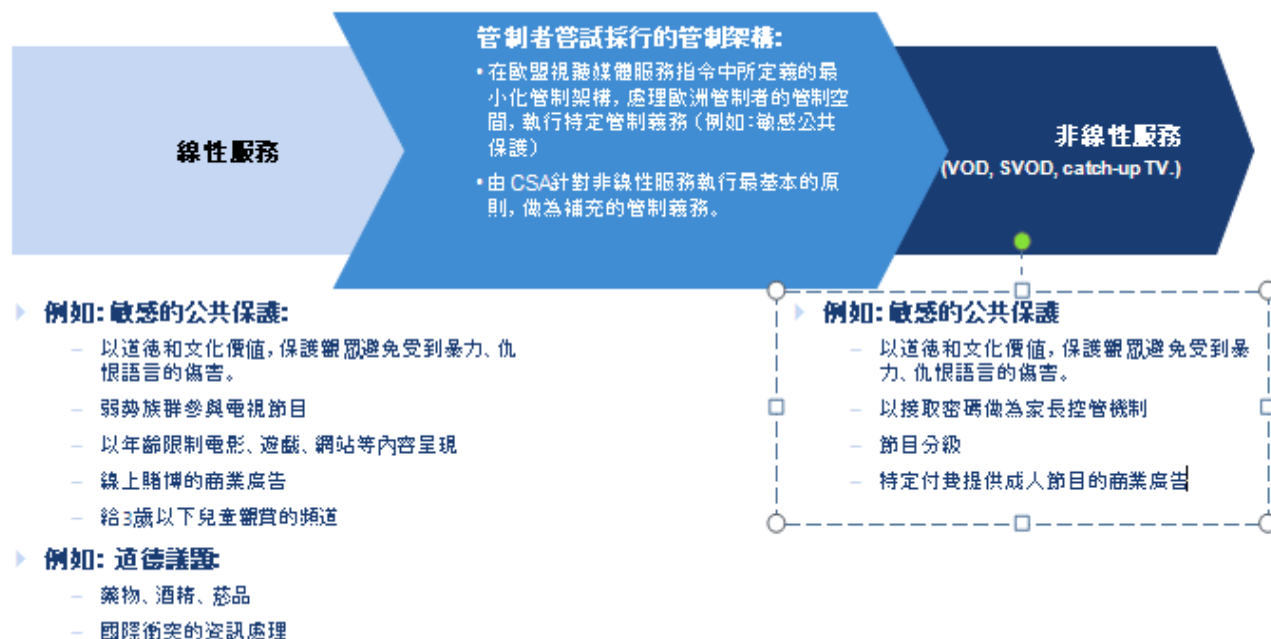 線性服務
管制者嘗試採行的管制架構:
•在歐盟視聽媒體服務指令中所定義的最
小化管制架構，處理歐洲管制者的管制空
間，執行特定管制義務（例如:敏感公共
保護）
•由 CSA針對非線性服務執行最基本的原
則，做為補充的管制義務。
非線性服務
(VOD, SVOD, catch-up TV.)
例如: 敏感的公共保護:
– 以道德和文化價值，保護觀眾避免受到暴力、仇
恨語言的傷害。
– 弱勢族群參與電視節目
– 以年齡限制電影、遊戲、網站等內容呈現
– 線上賭博的商業廣告
– 給3歲以下兒童觀賞的頻道
例如: 道德議題:
– 藥物、酒精、菸品
– 國際衝突的資訊處理
例如: 敏感的公共保護
– 以道德和文化價值，保護觀眾避免受到暴
力、仇恨語言的傷害。
– 以接取密碼做為家長控管機制
– 節目分級
– 特定付費提供成人節目的商業廣告